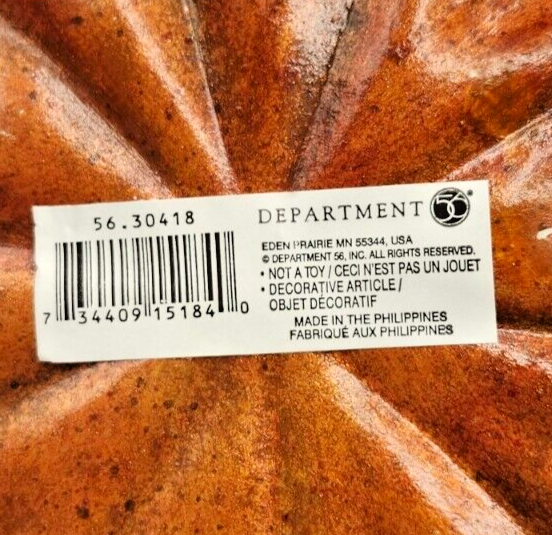 56.30418
7 34409 15184 0
DEPARTMENT 56®
EDEN PRAIRIE MN 55344, USA
© DEPARTMENT 56, INC. ALL RIGHTS RESERVED.
• NOT A TOY / CECI N'EST PAS UN JOUET
• DECORATIVE ARTICLE /
OBJET DÉCORATIF
MADE IN THE PHILIPPINES
FABRIQUÉ AUX PHILIPPINES